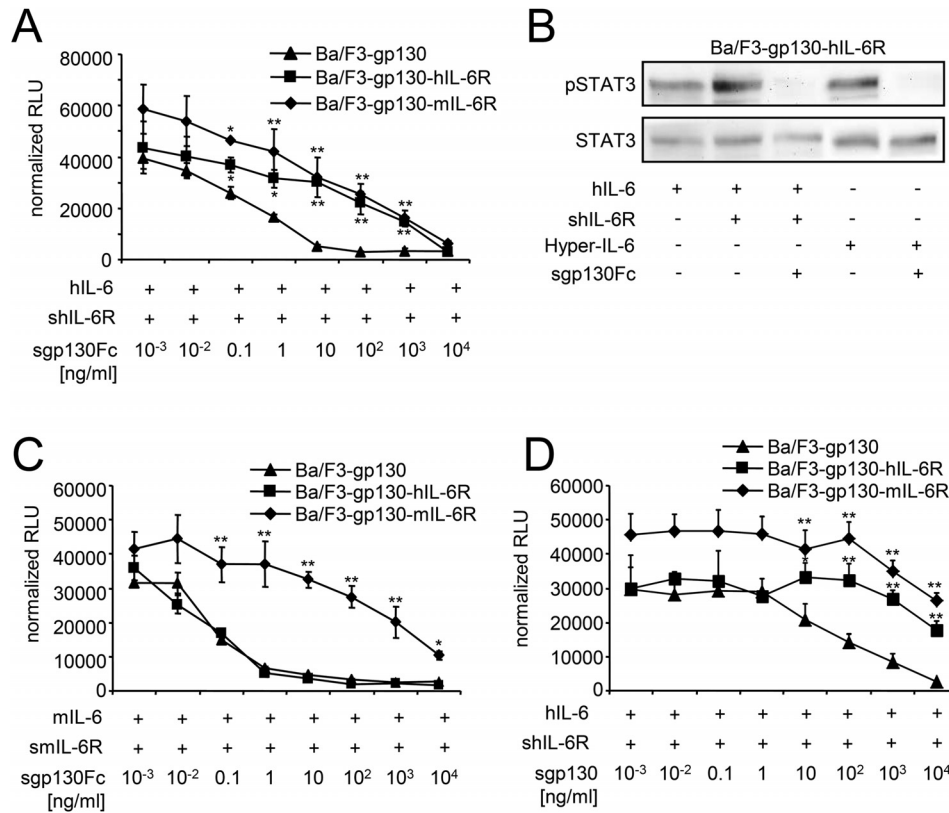 A
80000
60000
40000
20000
0
normalized RLU
Ba/F3-gp130
Ba/F3-gp130-hIL-6R
Ba/F3-gp130-mIL-6R
* ** ** ** **
* * ** ** **
hIL-6 + + + + + + + +
shIL-6R + + + + + + + +
sgp130Fc 10⁻³ 10⁻² 0.1 1 10 10² 10³ 10⁴
[ng/ml]
B
Ba/F3-gp130-hIL-6R
pSTAT3
STAT3
hIL-6 + + + - -
shIL-6R - + + - -
Hyper-IL-6 - - - + +
sgp130Fc - - + - +
C
60000
50000
40000
30000
20000
10000
0
normalized RLU
Ba/F3-gp130
Ba/F3-gp130-hIL-6R
Ba/F3-gp130-mIL-6R
** ** ** ** ** *
mIL-6 + + + + + + + +
smIL-6R + + + + + + + +
sgp130Fc 10⁻³ 10⁻² 0.1 1 10 10² 10³ 10⁴
[ng/ml]
D
60000
50000
40000
30000
20000
10000
0
normalized RLU
Ba/F3-gp130
Ba/F3-gp130-hIL-6R
Ba/F3-gp130-mIL-6R
** ** ** **
* ** ** **
hIL-6 + + + + + + + +
shIL-6R + + + + + + + +
sgp130 10⁻³ 10⁻² 0.1 1 10 10² 10³ 10⁴
[ng/ml]